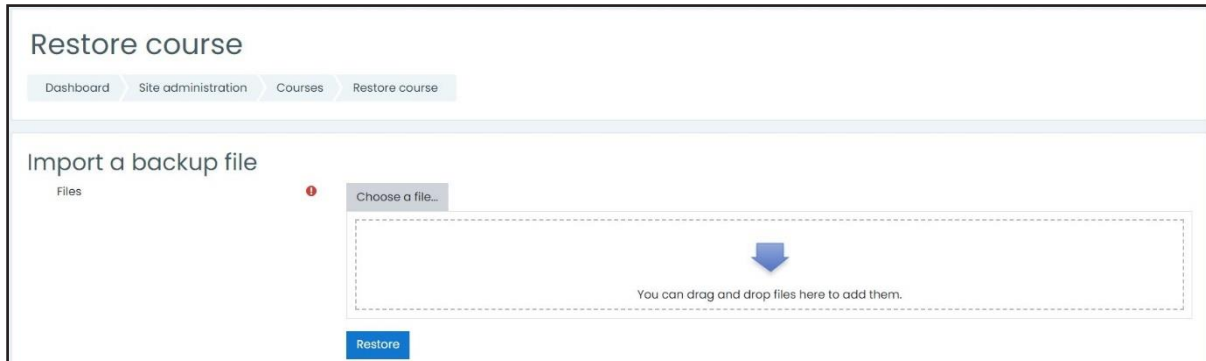 Restore course
Dashboard Site administration Courses Restore course
Import a backup file
Files
Choose a file...
You can drag and drop files here to add them.
Restore